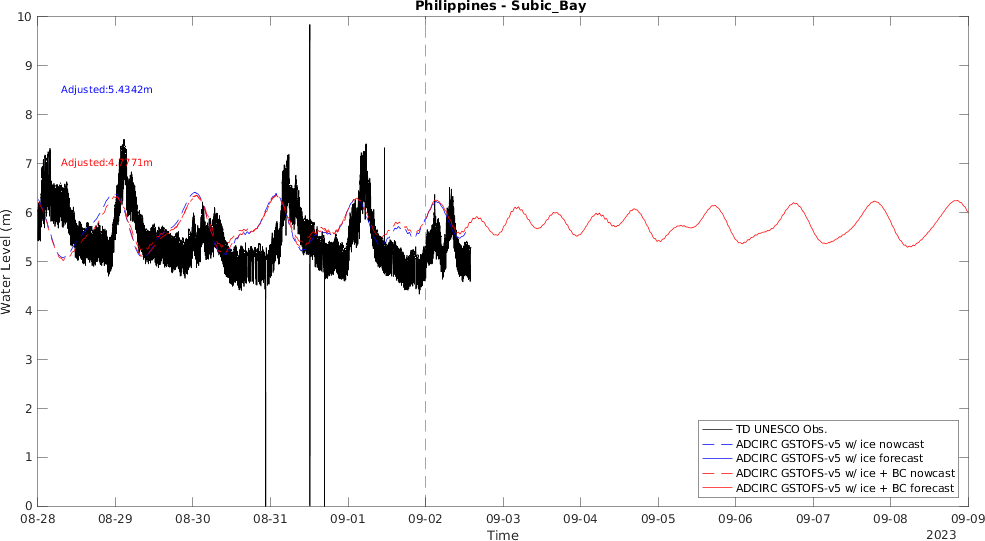 Philippines - Subic_Bay
10
9
8
7
6
5
4
3
2
1
0
Water Level (m)
Adjusted:5.4342m
Adjusted:4.7771m
TD UNESCO Obs.
ADCIRC GSTOFS-v5 w/ ice nowcast
ADCIRC GSTOFS-v5 w/ ice forecast
ADCIRC GSTOFS-v5 w/ ice + BC nowcast
ADCIRC GSTOFS-v5 w/ ice + BC forecast
08-28 08-29 08-30 08-31 09-01 09-02 09-03 09-04 09-05 09-06 09-07 09-08 09-09
Time
2023